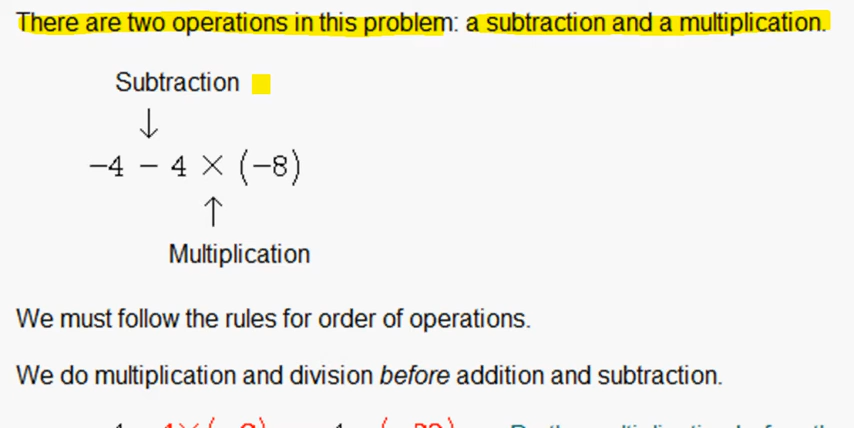 There are two operations in this problem: a subtraction and a multiplication.
Subtraction
↓
−4 − 4 × (−8)
↑
Multiplication
We must follow the rules for order of operations.
We do multiplication and division before addition and subtraction.